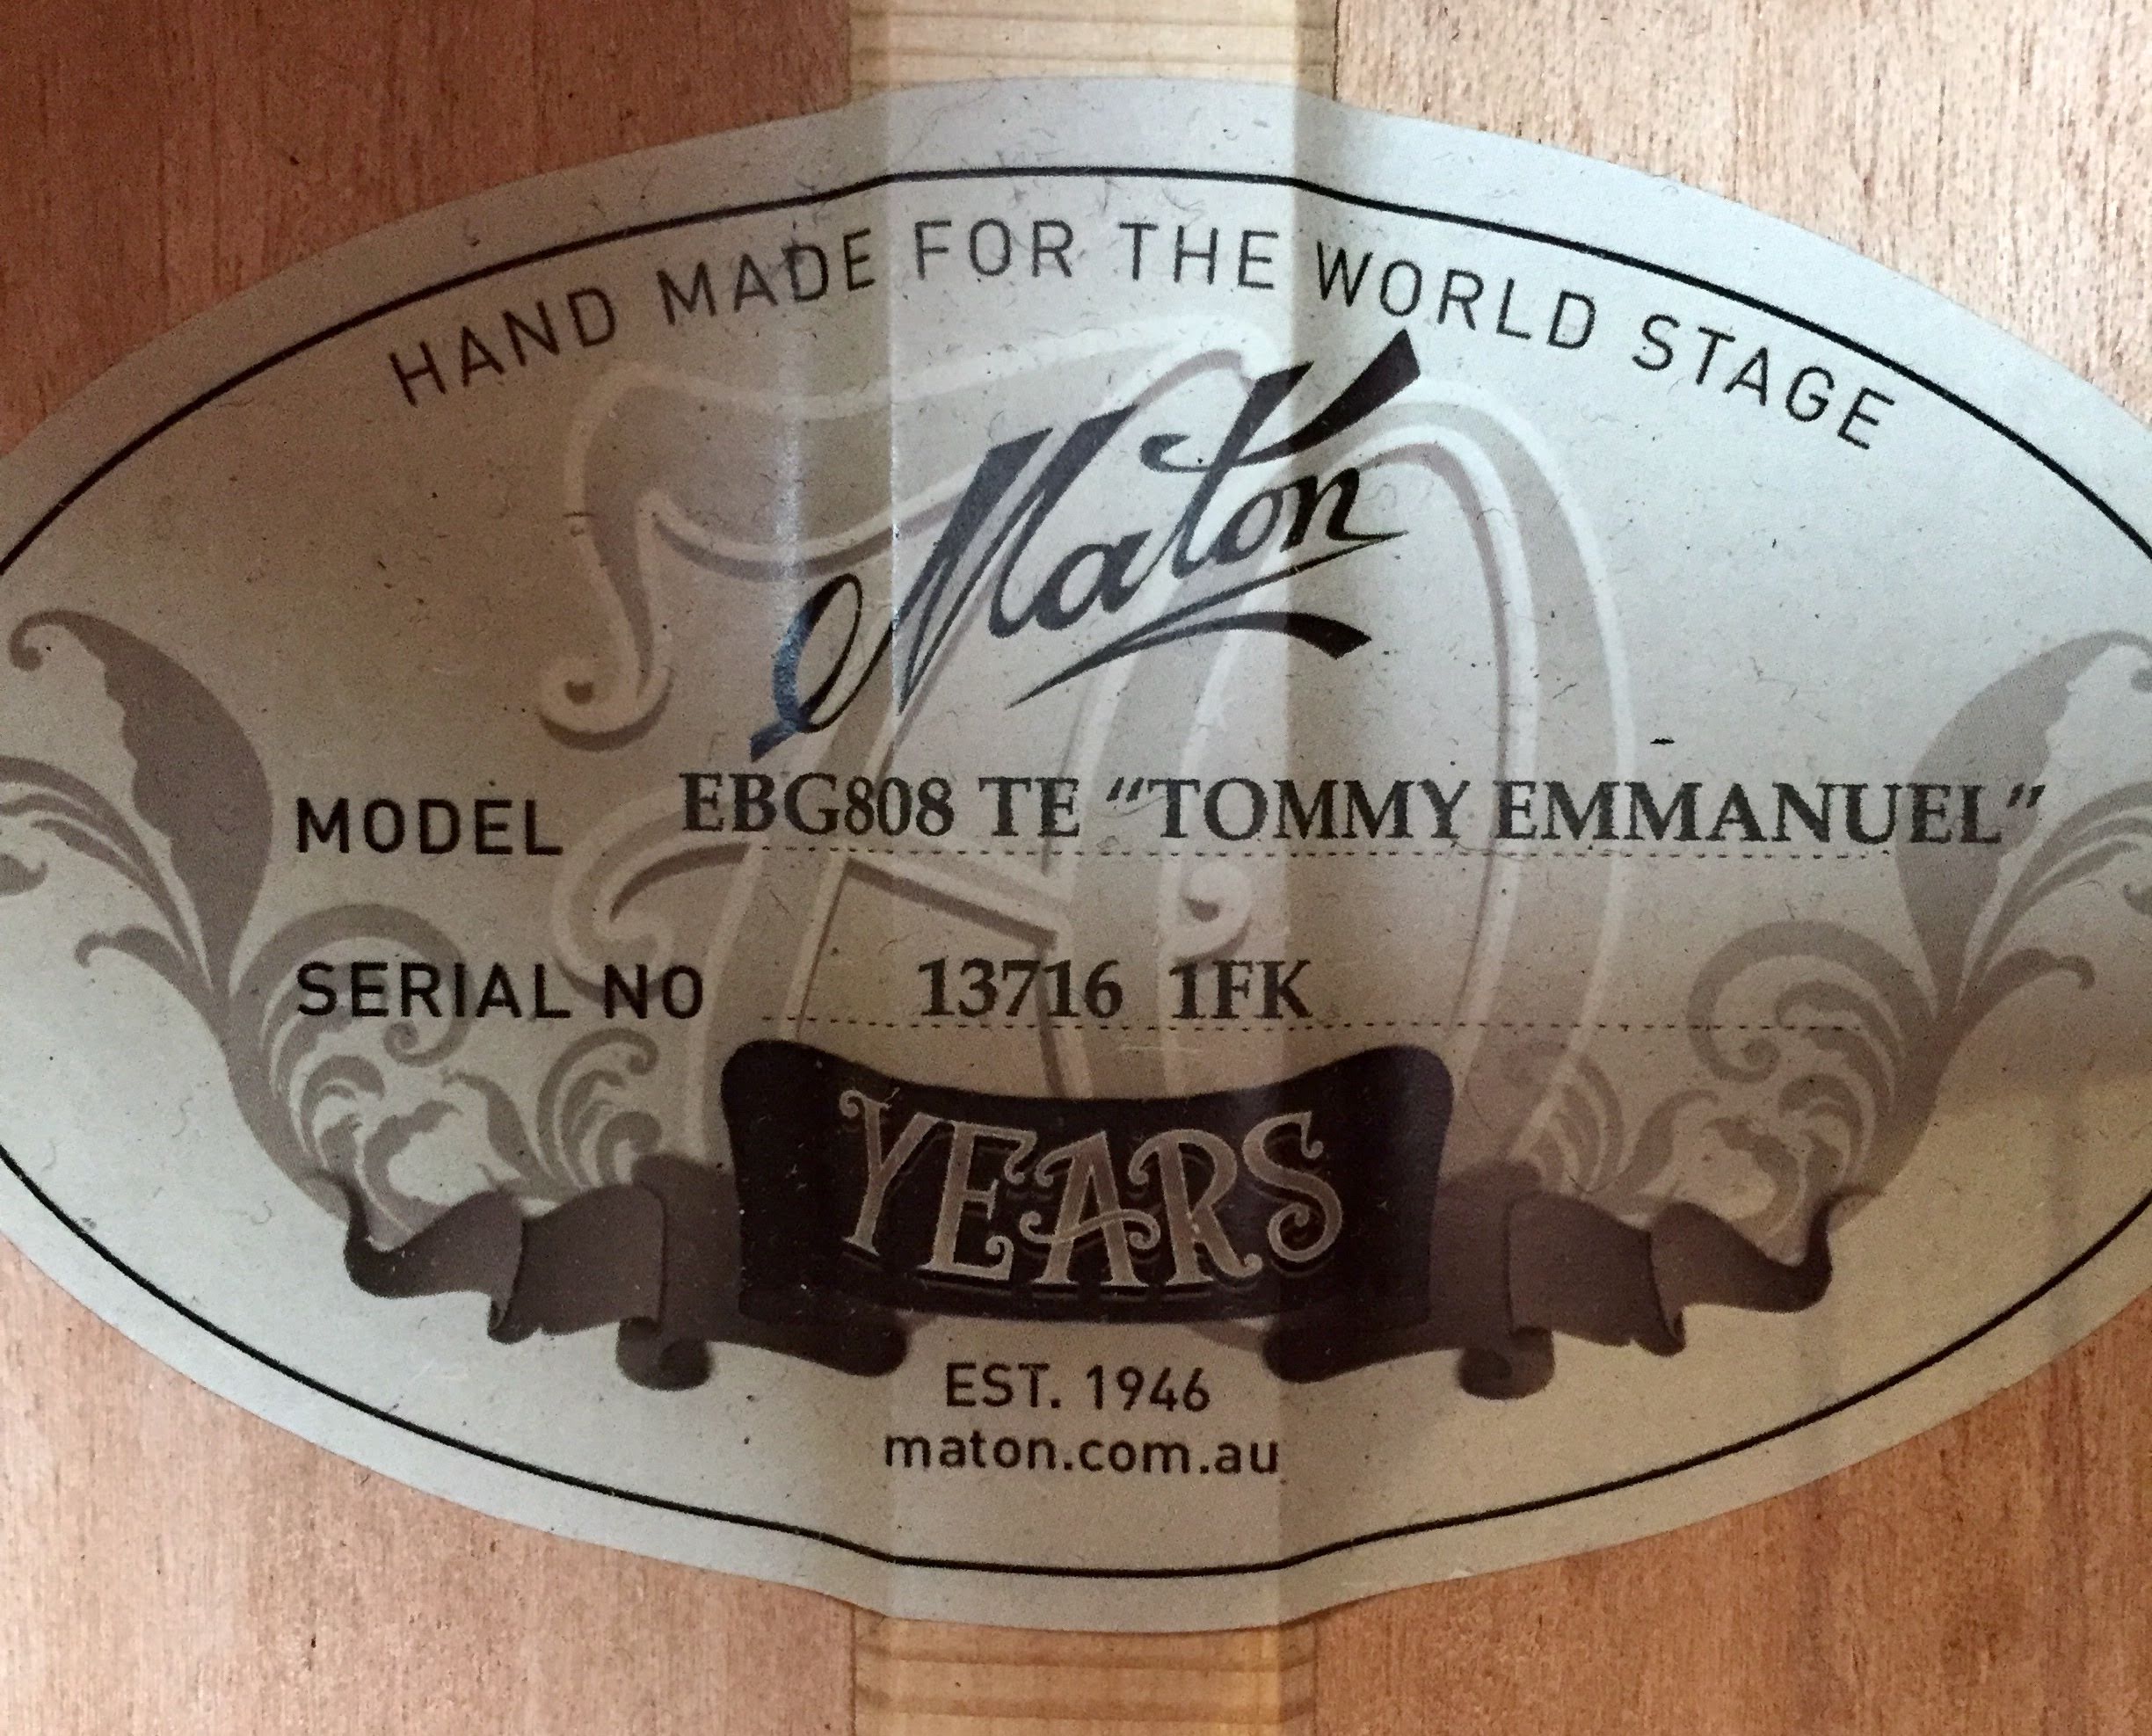 HAND MADE FOR THE WORLD STAGE
Maton
70
MODEL EBG808 TE “TOMMY EMMANUEL”
SERIAL NO 13716 1FK
YEARS
EST. 1946
maton.com.au